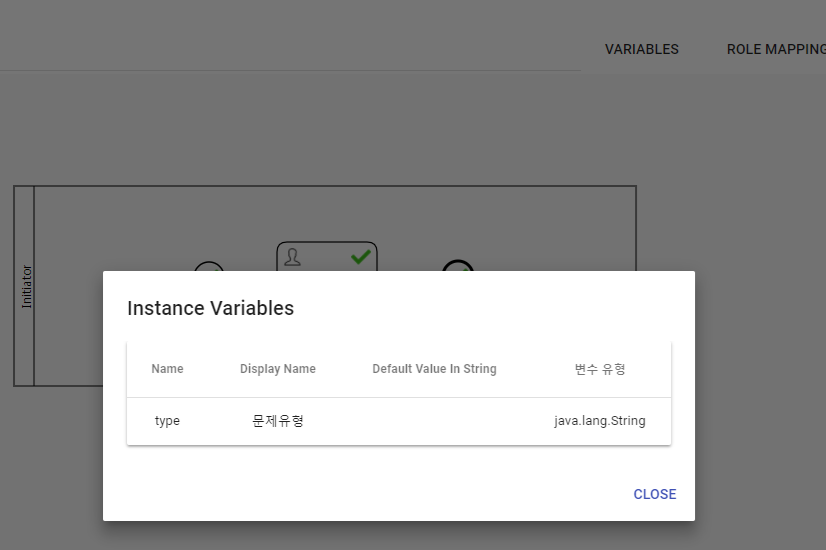 VARIABLES ROLE MAPPING
Initiator
Instance Variables
Name Display Name Default Value In String 변수 유형
type 문제유형 java.lang.String
CLOSE